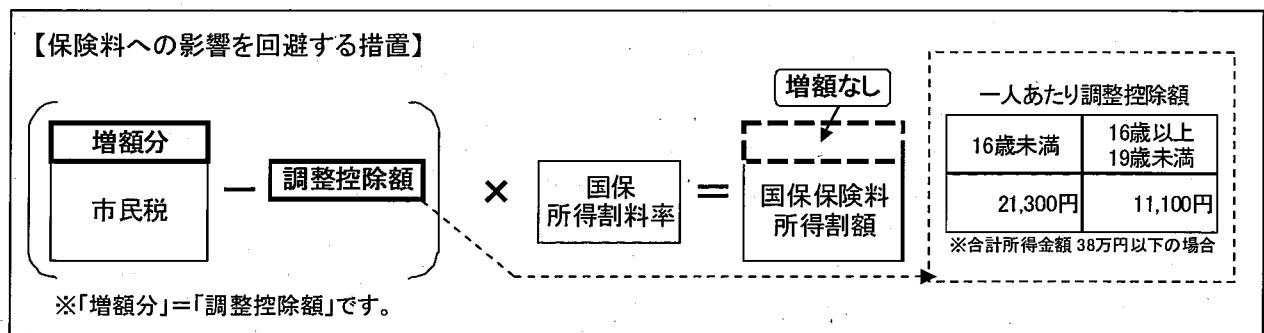 【保険料への影響を回避する措置】
増額なし
一人あたり調整控除額
増額分
市民税
－
調整控除額
×
国保
所得割料率
＝
国保保険料
所得割額
16歳未満
16歳以上
19歳未満
21,300円
11,100円
※合計所得金額 38万円以下の場合
※「増額分」＝「調整控除額」です。